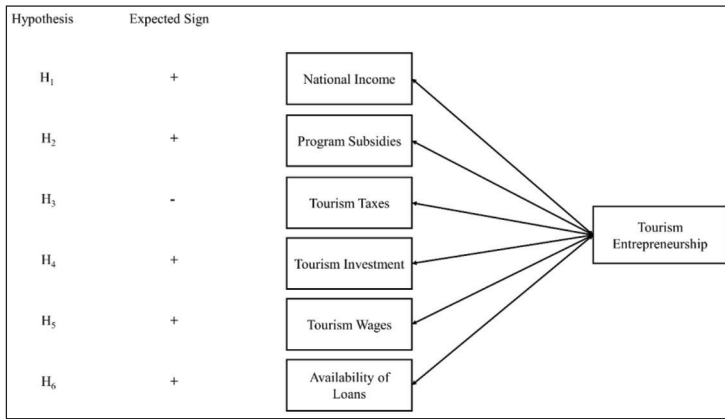 Hypothesis Expected Sign
H₁ + National Income
H₂ + Program Subsidies
H₃ - Tourism Taxes
H₄ + Tourism Investment
H₅ + Tourism Wages
H₆ + Availability of
Loans
Tourism
Entrepreneurship